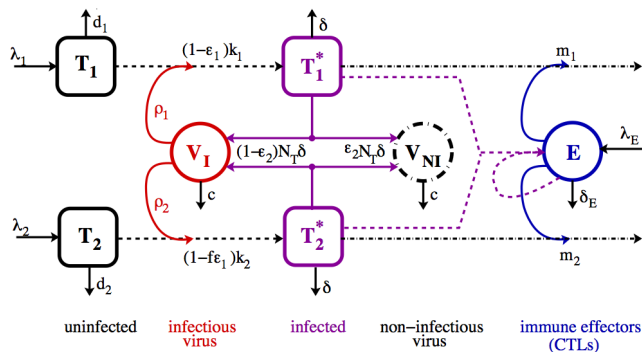 d₁
δ
λ₁
T₁
(1-ε₁)k₁
T₁*
m₁
ρ₁
λ_E
V_I
(1-ε₂)N_Tδ
ε₂N_Tδ
V_NI
E
ρ₂
c
c
δ_E
λ₂
T₂
(1-fε₁)k₂
T₂*
m₂
d₂
δ
uninfected
infectious
virus
infected
non-infectious
virus
immune effectors
(CTLs)